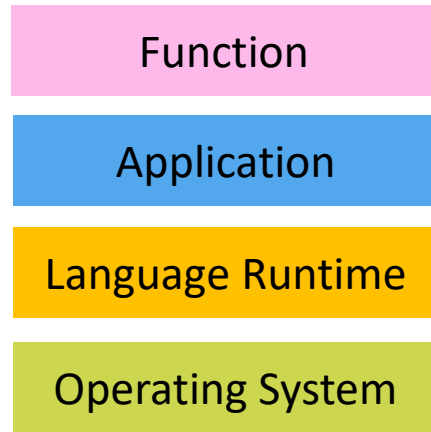 Function
Application
Language Runtime
Operating System